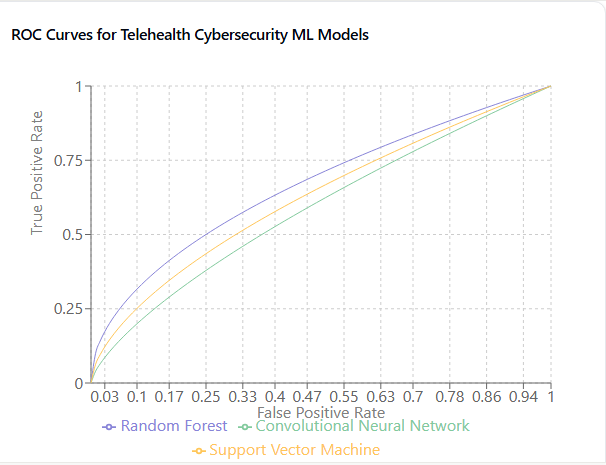 ROC Curves for Telehealth Cybersecurity ML Models
True Positive Rate
1
0.75
0.5
0.25
0
0.03 0.1 0.17 0.25 0.33 0.4 0.47 0.55 0.63 0.7 0.78 0.86 0.94 1
False Positive Rate
Random Forest Convolutional Neural Network
Support Vector Machine